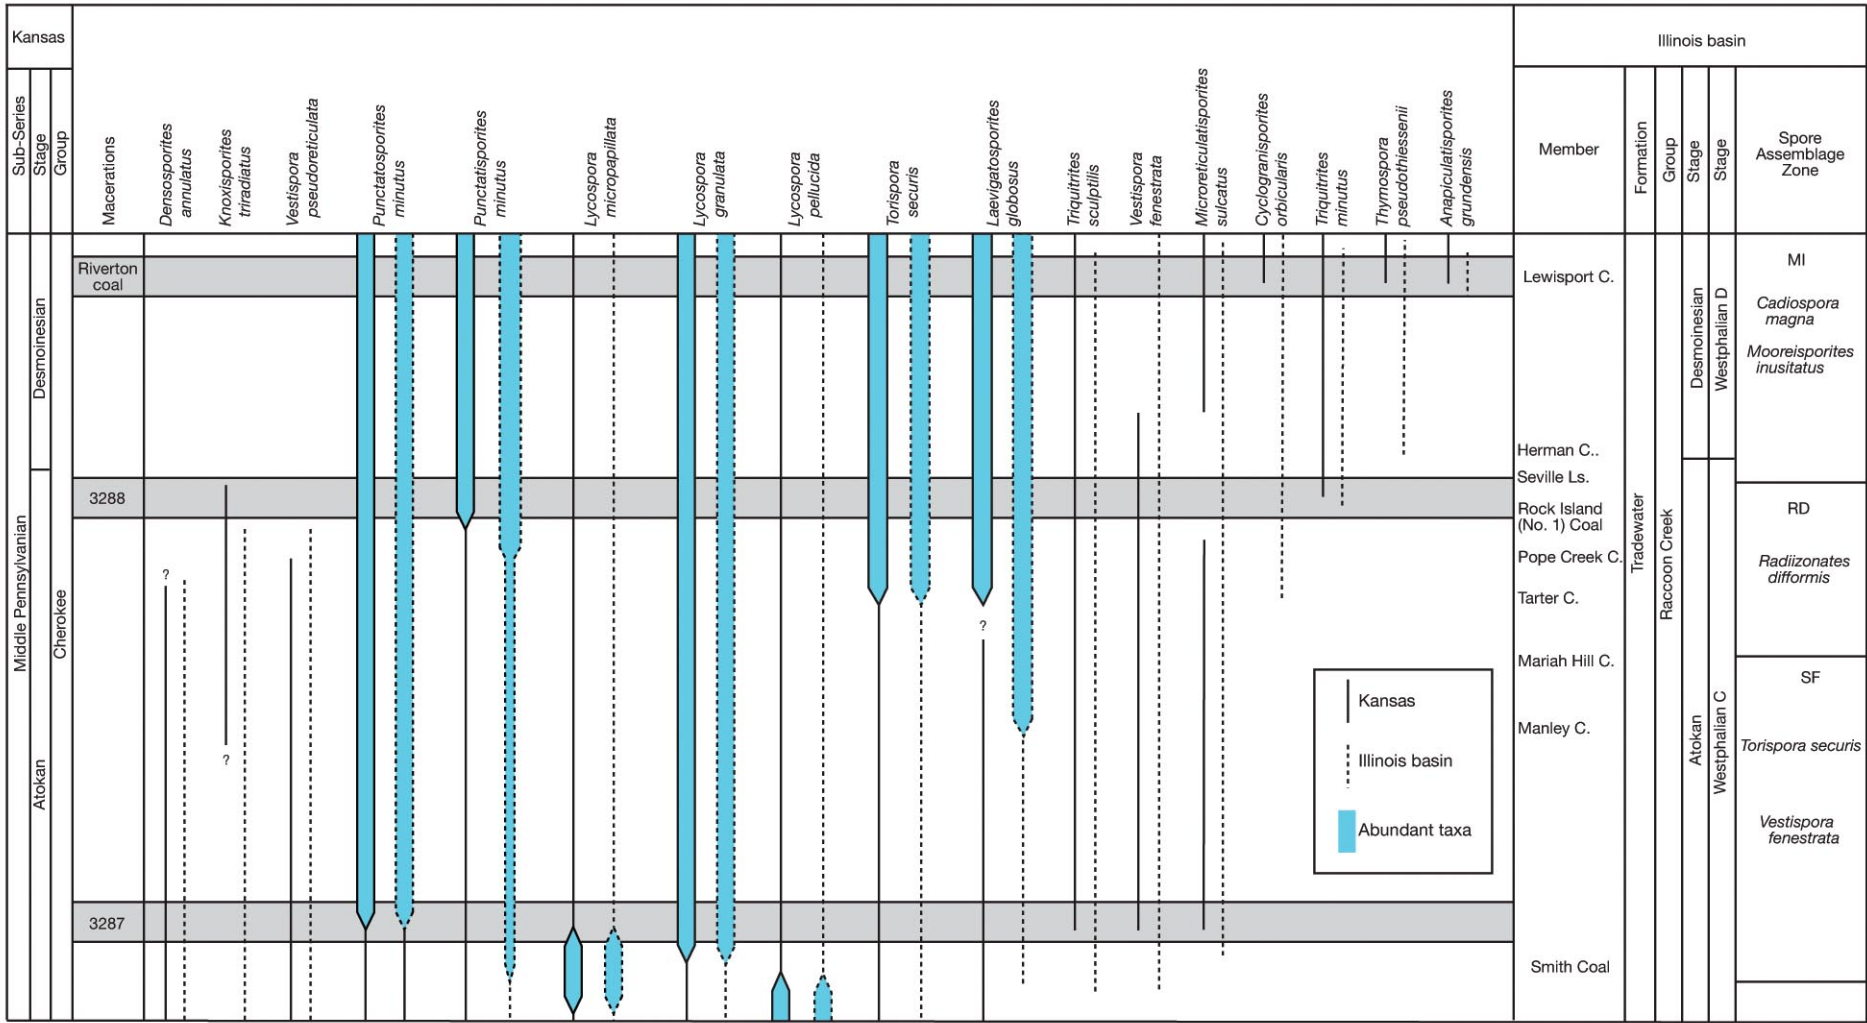 Kansas
Illinois basin
Sub-Series
Stage
Group
Macerations
Densosporites
annulatus
Knoxisporites
triradiatus
Vestispora
pseudoreticulata
Punctatosporites
minutus
Punctatisporites
minutus
Lycospora
micropapillata
Lycospora
granulata
Lycospora
pellucida
Torispora
securis
Laevigatosporites
globosus
Triquitrites
sculptilis
Vestispora
fenestrata
Microreticulatisporites
sulcatus
Cyclogranisporites
orbicularis
Triquitrites
minutus
Thymospora
pseudothiessenii
Anapiculatisporites
grundensis
Member
Formation
Group
Stage
Stage
Spore
Assemblage
Zone
Middle Pennsylvanian
Desmoinesian
Atokan
Cherokee
Riverton
coal
3288
3287
?
?
?
Kansas
Illinois basin
Abundant taxa
Lewisport C.
Herman C..
Seville Ls.
Rock Island
(No. 1) Coal
Pope Creek C.
Tarter C.
Mariah Hill C.
Manley C.
Smith Coal
Tradewater
Raccoon Creek
Desmoinesian
Atokan
Westphalian D
Westphalian C
MI
Cadiospora
magna
Mooreisporites
inusitatus
RD
Radiizonates
difformis
SF
Torispora securis
Vestispora
fenestrata